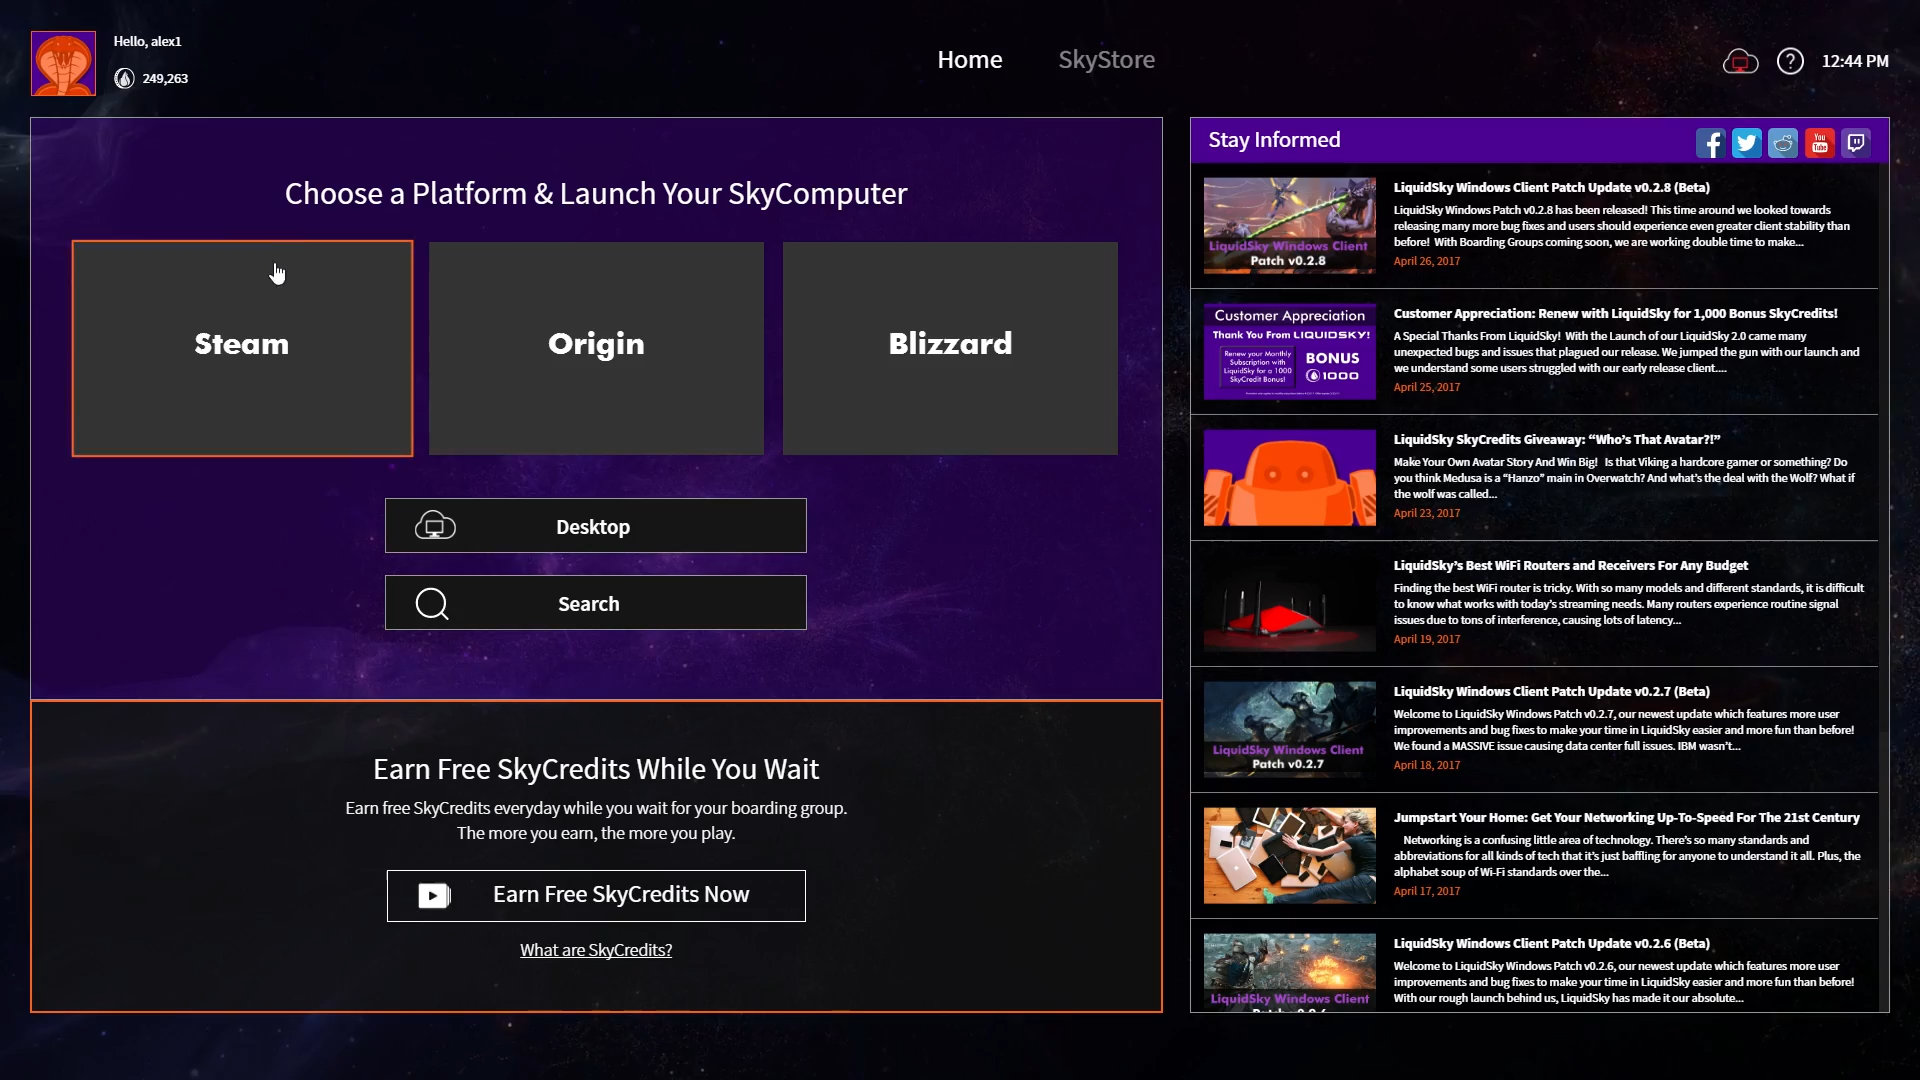 Hello, alex1
249,263
Home
SkyStore
?
12:44 PM
Choose a Platform & Launch Your SkyComputer
Steam
Origin
Blizzard
Desktop
Search
Earn Free SkyCredits While You Wait
Earn free SkyCredits everyday while you wait for your boarding group.
The more you earn, the more you play.
Earn Free SkyCredits Now
What are SkyCredits?
Stay Informed
You
Tube
LiquidSky Windows Client
Patch v0.2.8
LiquidSky Windows Client Patch Update v0.2.8 (Beta)
LiquidSky Windows Patch v0.2.8 has been released! This time around we looked towards
releasing many more bug fixes and users should experience even greater client stability than
before! With Boarding Groups coming soon, we are working double time to make...
April 26, 2017
Customer Appreciation
Thank You From LIQUIDSKY!
Renew your Monthly
Subscription with
LiquidSky for a 1000
SkyCredit Bonus!
BONUS
1000
Customer Appreciation: Renew with LiquidSky for 1,000 Bonus SkyCredits!
A Special Thanks From LiquidSky! With the Launch of our LiquidSky 2.0 came many
unexpected bugs and issues that plagued our release. We jumped the gun with our launch and
we understand some users struggled with our early release client....
April 25, 2017
LiquidSky SkyCredits Giveaway: “Who’s That Avatar?!”
Make Your Own Avatar Story And Win Big! Is that Viking a hardcore gamer or something? Do
you think Medusa is a “Hanzo” main in Overwatch? And what’s the deal with the Wolf? What if
the wolf was called...
April 23, 2017
LiquidSky’s Best WiFi Routers and Receivers For Any Budget
Finding the best WiFi router is tricky. With so many models and different standards, it is difficult
to know what works with today’s streaming needs. Many routers experience routine signal
issues due to tons of interference, causing lots of latency...
April 19, 2017
LiquidSky Windows Client
Patch v0.2.7
LiquidSky Windows Client Patch Update v0.2.7 (Beta)
Welcome to LiquidSky Windows Patch v0.2.7, our newest update which features more user
improvements and bug fixes to make your time in LiquidSky easier and more fun than before!
We found a MASSIVE issue causing data center full issues. IBM wasn’t...
April 18, 2017
Jumpstart Your Home: Get Your Networking Up-To-Speed For The 21st Century
Networking is a confusing little area of technology. There’s so many standards and
abbreviations for all kinds of tech that it’s just baffling for anyone to understand it all. Plus, the
alphabet soup of Wi-Fi standards over the...
April 17, 2017
LiquidSky Windows Client
LiquidSky Windows Client Patch Update v0.2.6 (Beta)
Welcome to LiquidSky Windows Patch v0.2.6, our newest update which features more user
improvements and bug fixes to make your time in LiquidSky easier and more fun than before!
With our rough launch behind us, LiquidSky has made it our absolute...